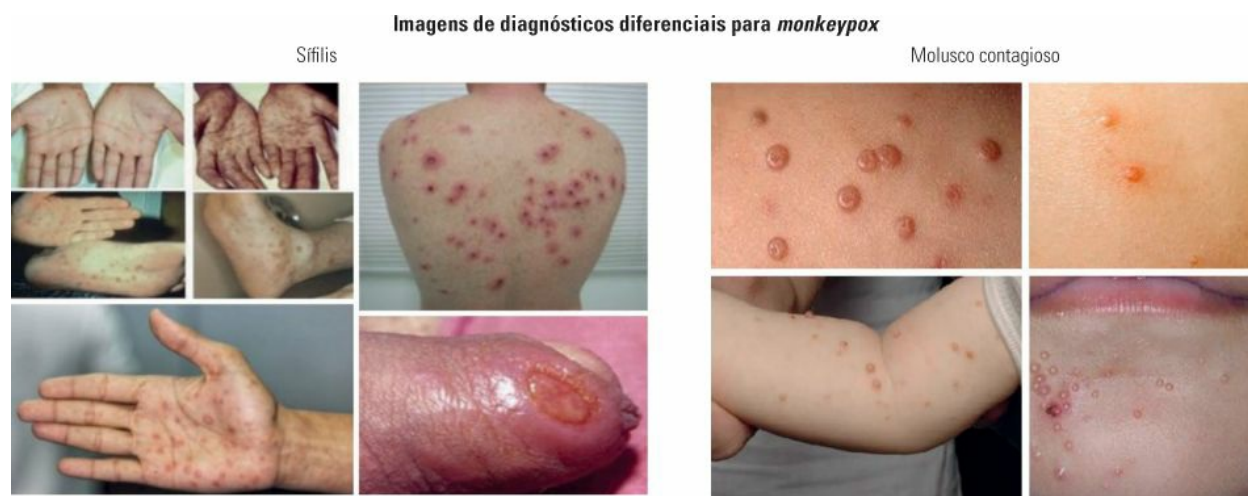 Imagens de diagnósticos diferenciais para monkeypox
Sífilis
Molusco contagioso